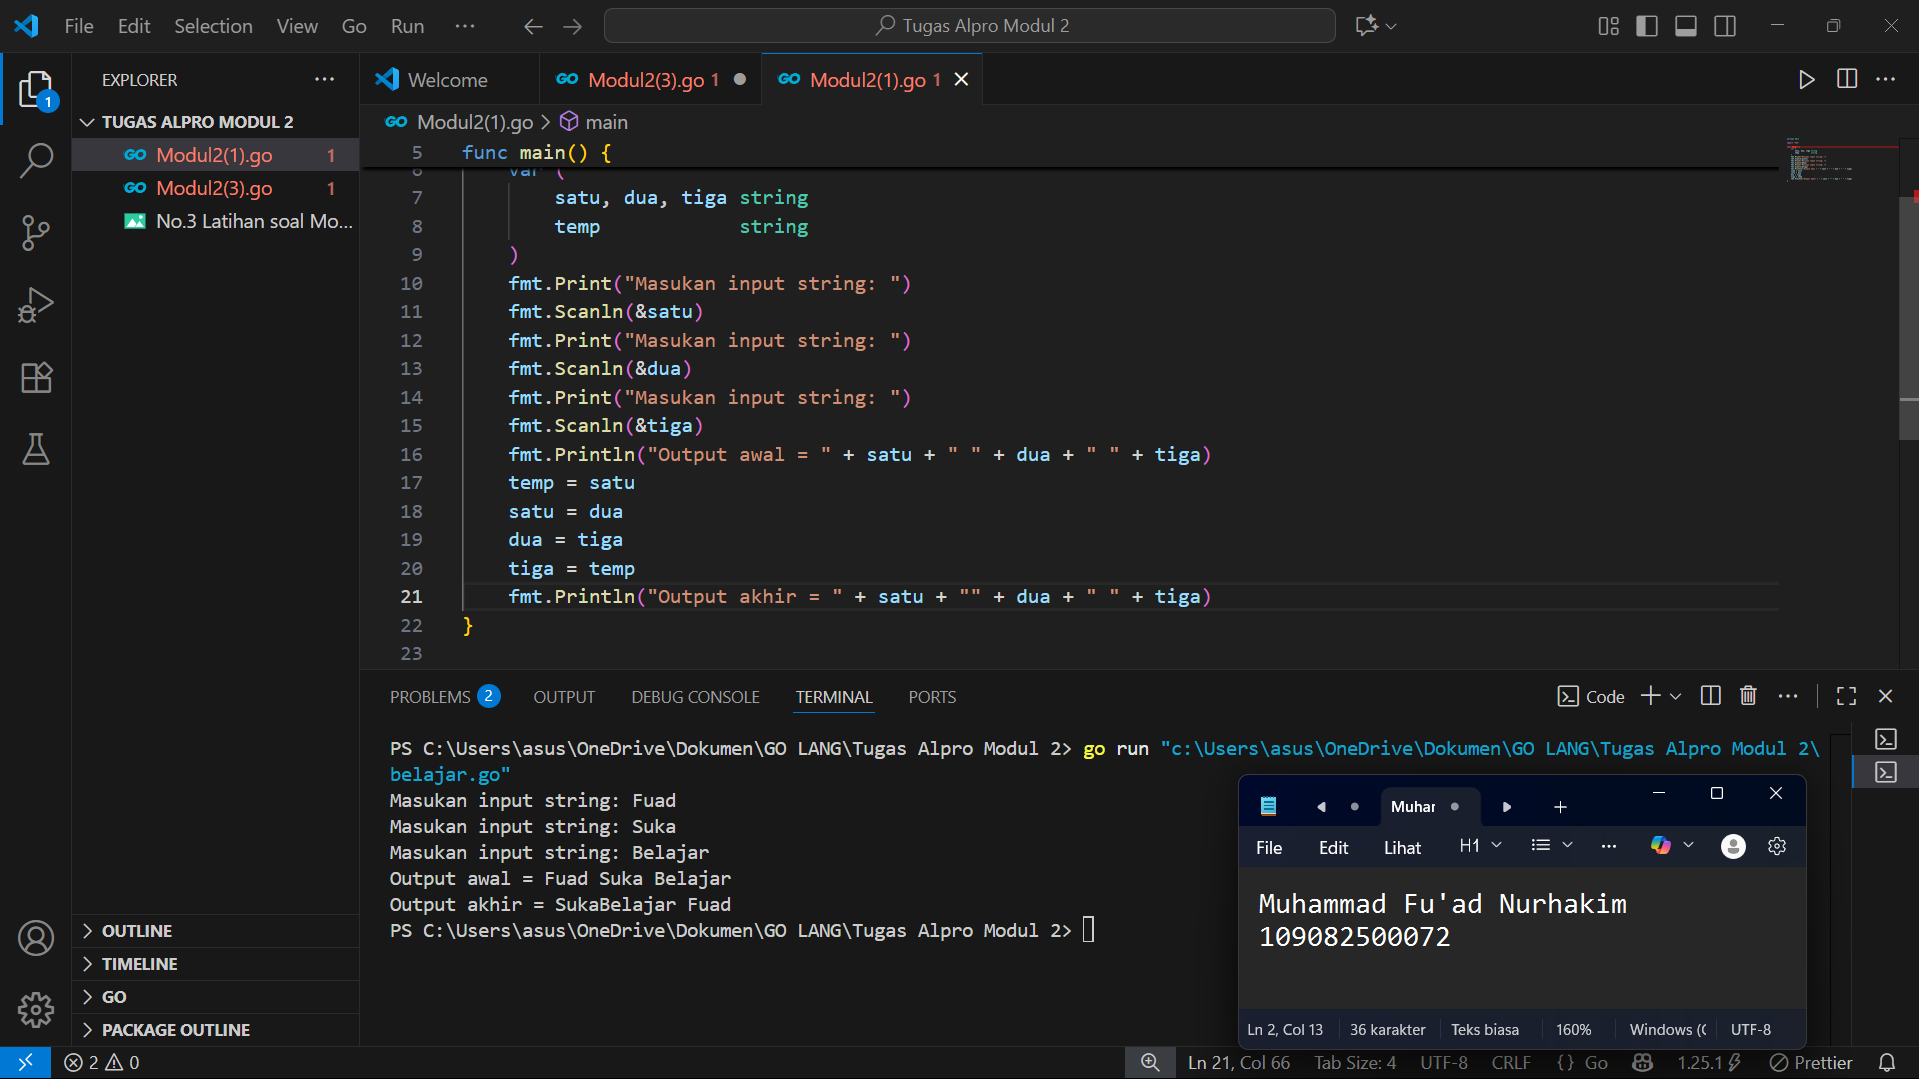 File Edit Selection View Go Run ··· Tugas Alpro Modul 2
EXPLORER
TUGAS ALPRO MODUL 2
GO Modul2(1).go 1
GO Modul2(3).go 1
No.3 Latihan soal Mo...
OUTLINE
TIMELINE
GO
PACKAGE OUTLINE
1
Welcome
GO Modul2(3).go 1
GO Modul2(1).go 1
GO Modul2(1).go > main
5 func main() {
6 var (
7 satu, dua, tiga string
8 temp string
9 )
10 fmt.Print("Masukan input string: ")
11 fmt.Scanln(&satu)
12 fmt.Print("Masukan input string: ")
13 fmt.Scanln(&dua)
14 fmt.Print("Masukan input string: ")
15 fmt.Scanln(&tiga)
16 fmt.Println("Output awal = " + satu + " " + dua + " " + tiga)
17 temp = satu
18 satu = dua
19 dua = tiga
20 tiga = temp
21 fmt.Println("Output akhir = " + satu + "" + dua + " " + tiga)
22 }
23
PROBLEMS 2 OUTPUT DEBUG CONSOLE TERMINAL PORTS Code
PS C:\Users\asus\OneDrive\Dokumen\GO LANG\Tugas Alpro Modul 2> go run "c:\Users\asus\OneDrive\Dokumen\GO LANG\Tugas Alpro Modul 2\
belajar.go"
Masukan input string: Fuad
Masukan input string: Suka
Masukan input string: Belajar
Output awal = Fuad Suka Belajar
Output akhir = SukaBelajar Fuad
PS C:\Users\asus\OneDrive\Dokumen\GO LANG\Tugas Alpro Modul 2>
Muhar
File Edit Lihat H1
Muhammad Fu'ad Nurhakim
109082500072
Ln 2, Col 13 36 karakter Teks biasa 160% Windows (C UTF-8
2 0 Ln 21, Col 66 Tab Size: 4 UTF-8 CRLF {} Go 1.25.1 Prettier